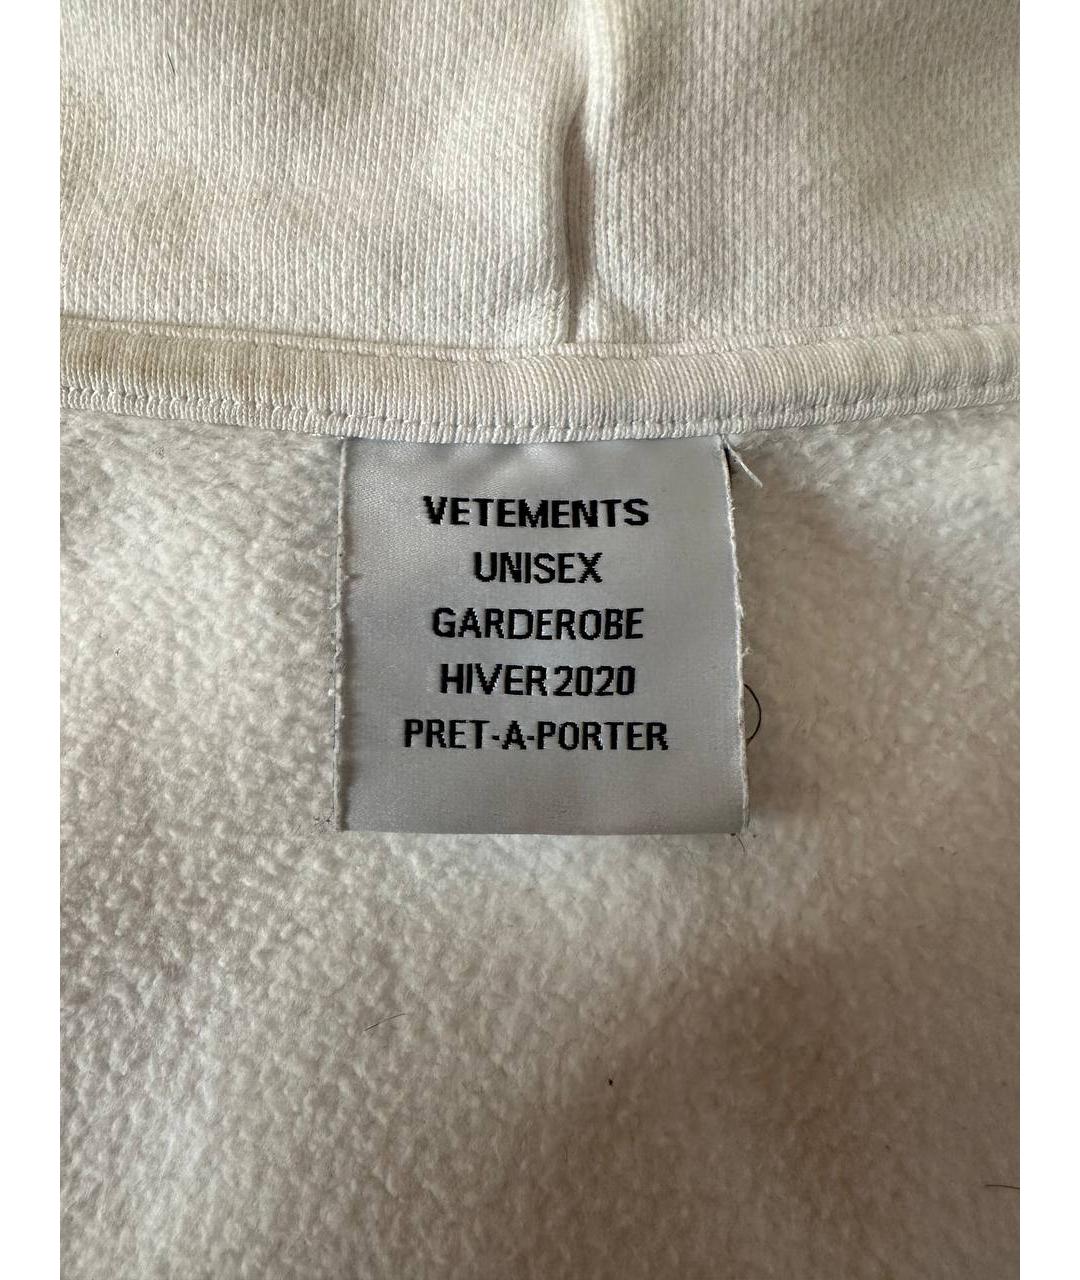 VETEMENTS
UNISEX
GARDEROBE
HIVER 2020
PRET-A-PORTER